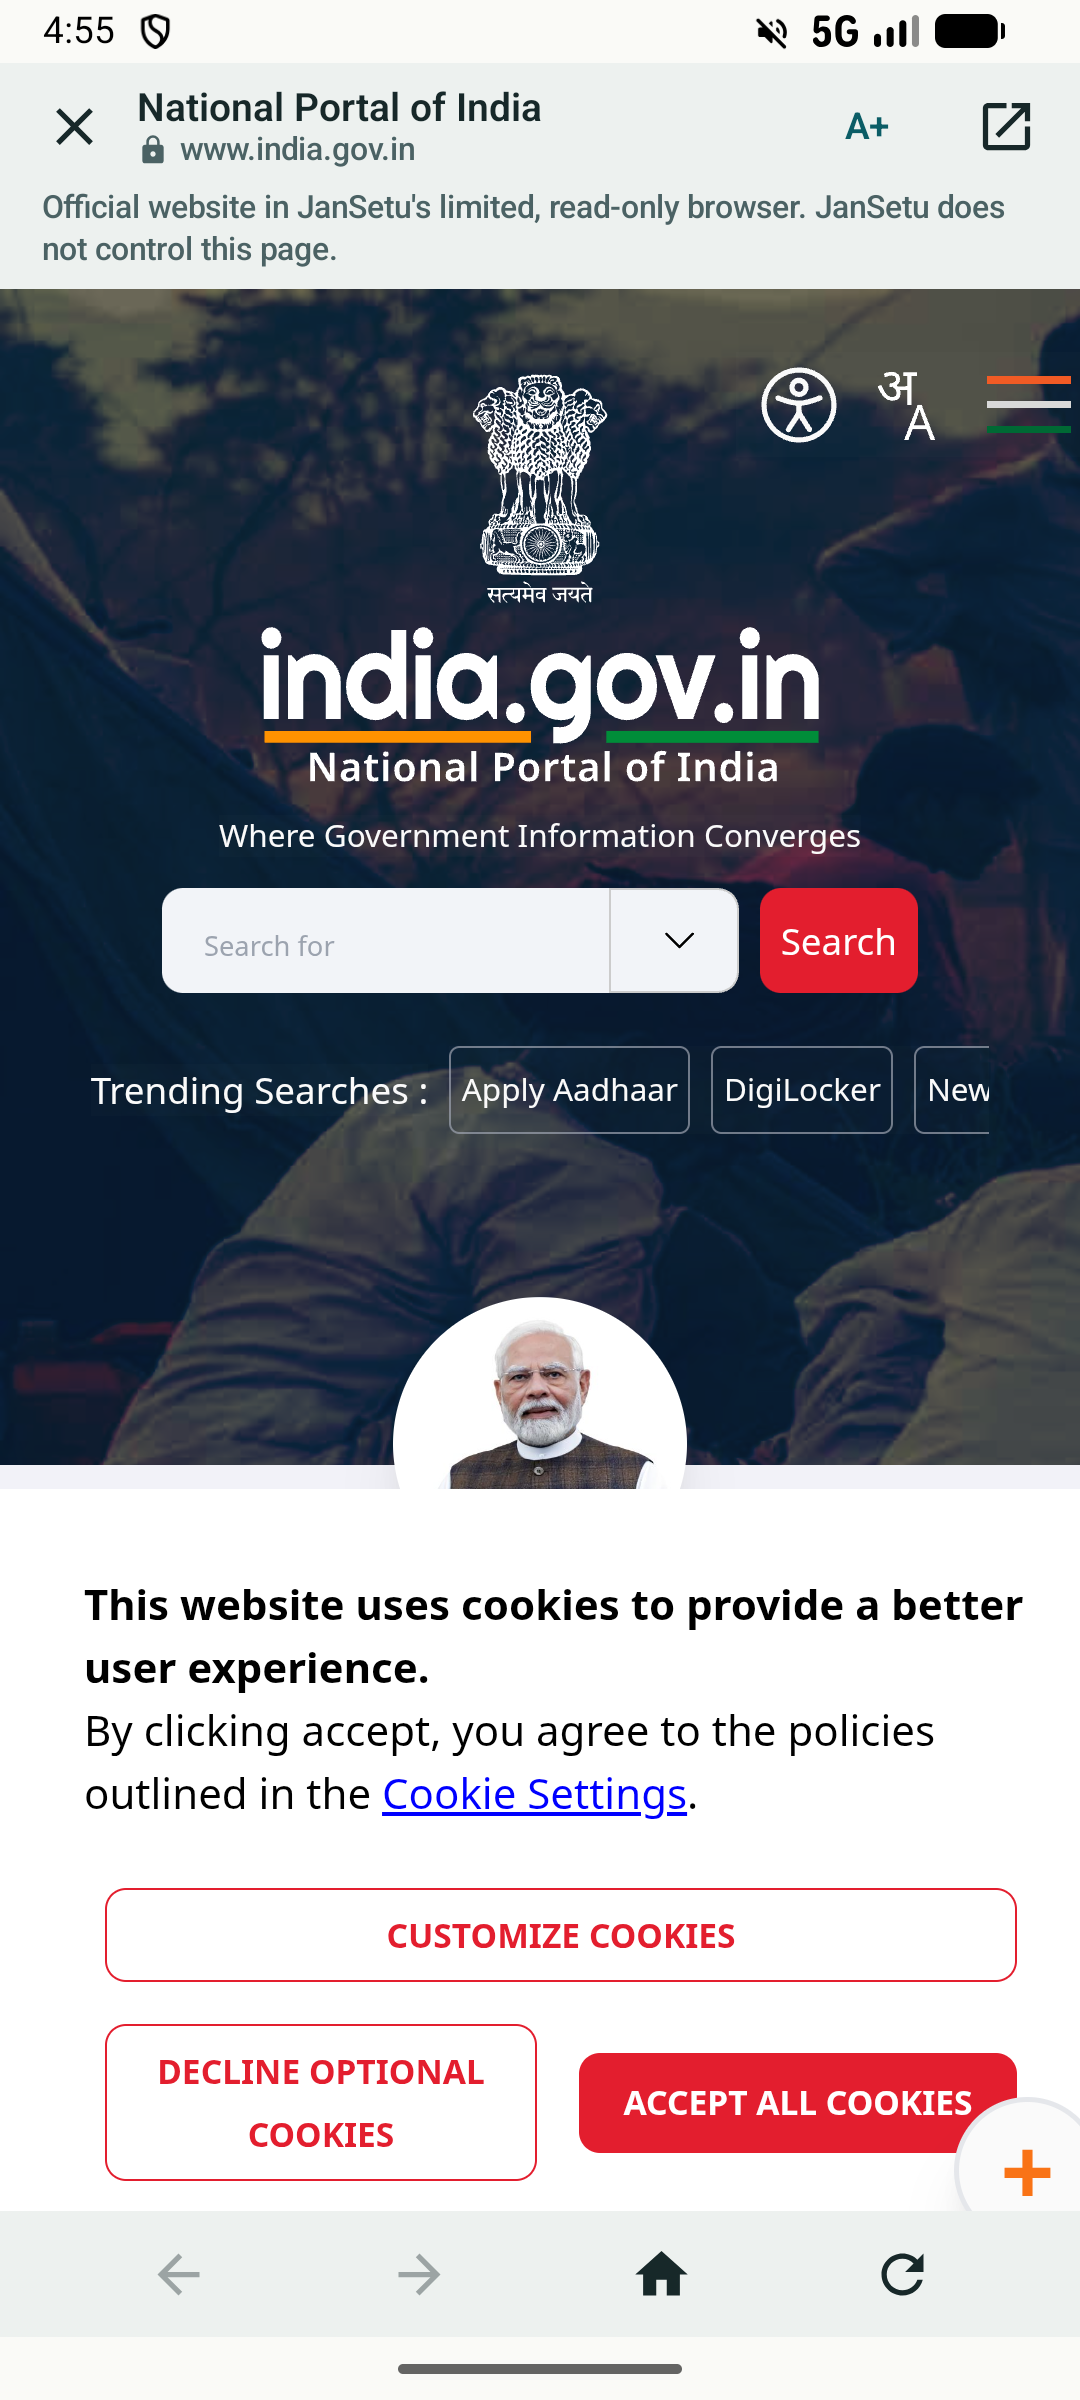 4:55
5G
National Portal of India
A+
www.india.gov.in
Official website in JanSetu's limited, read-only browser. JanSetu does
not control this page.
अ
A
सत्यमेव जयते
india.gov.in
National Portal of India
Where Government Information Converges
Search for
Search
Trending Searches : Apply Aadhaar DigiLocker New
This website uses cookies to provide a better
user experience.
By clicking accept, you agree to the policies
outlined in the Cookie Settings.
CUSTOMIZE COOKIES
DECLINE OPTIONAL
COOKIES
ACCEPT ALL COOKIES
+